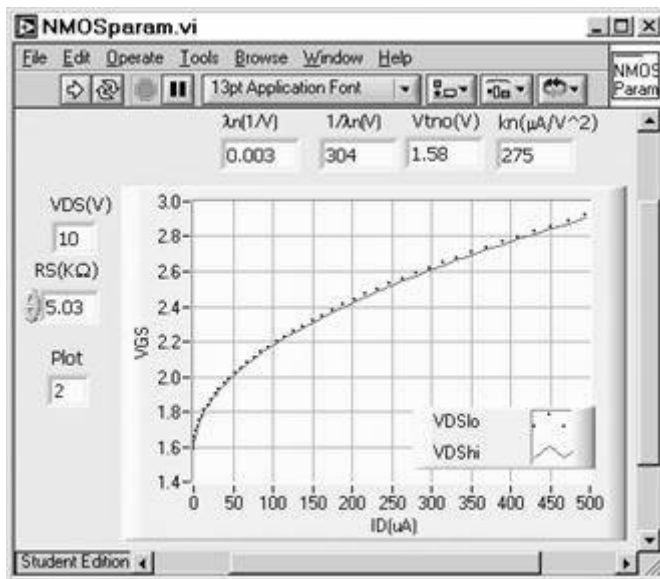 NMOSparam.vi
File Edit Operate Tools Browse Window Help
13pt Application Font
NMOS
Param
λn(1/V) 1/λn(V) Vtno(V) kn(µA/V^2)
0.003 304 1.58 275
VDS(V)
10
RS(KΩ)
5.03
Plot
2
VGS
3.0
2.8
2.6
2.4
2.2
2.0
1.8
1.6
1.4
VDSlo
VDShi
0 50 100 150 200 250 300 350 400 450 500
ID(uA)
Student Edition